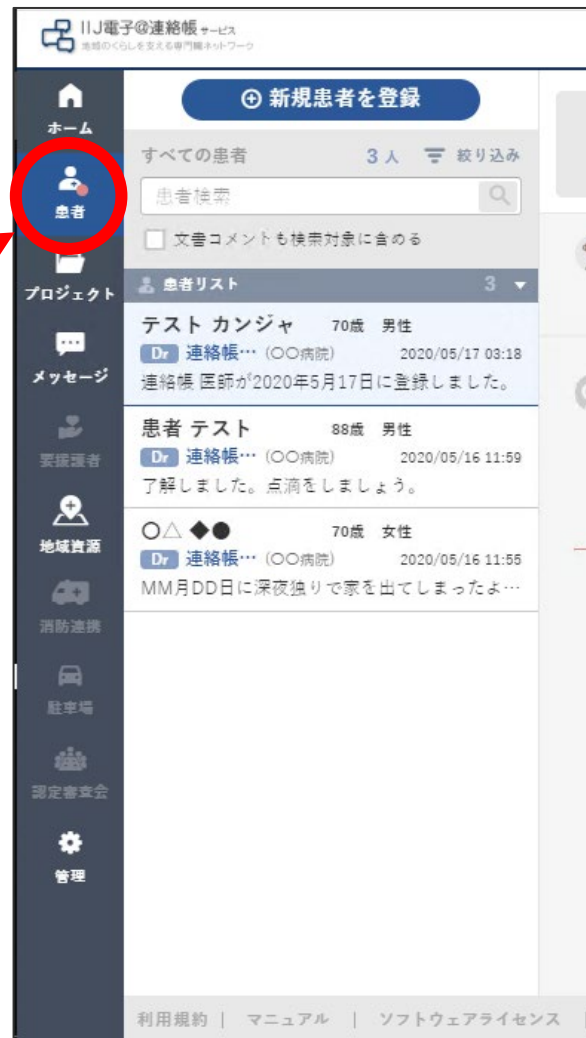 IIJ電子@連絡帳サービス
地域のくらしを支える専門職ネットワーク
ホーム
患者
プロジェクト
メッセージ
要援護者
地域資源
消防連携
駐車場
認定審査会
管理
新規患者を登録
すべての患者 3人 絞り込み
患者検索
文書コメントも検索対象に含める
患者リスト 3
テスト カンジャ 70歳 男性
Dr 連絡帳… (〇〇病院) 2020/05/17 03:18
連絡帳 医師が2020年5月17日に登録しました。
患者 テスト 88歳 男性
Dr 連絡帳… (〇〇病院) 2020/05/16 11:59
了解しました。点滴をしましょう。
〇△ ◆● 70歳 女性
Dr 連絡帳… (〇〇病院) 2020/05/16 11:55
MM月DD日に深夜独りで家を出てしまったよ…
利用規約 | マニュアル | ソフトウェアライセンス |